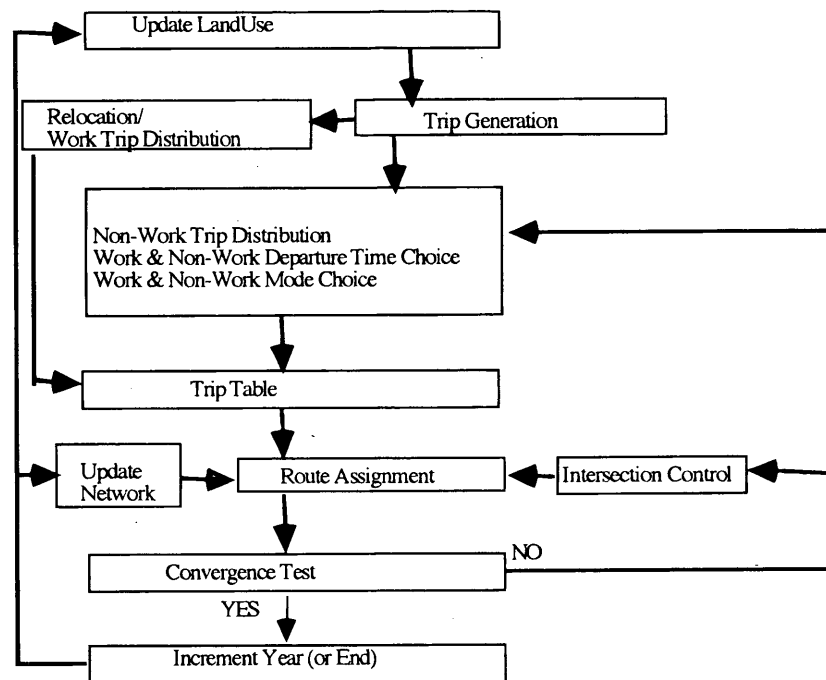 Update LandUse
Relocation/
Work Trip Distribution
Trip Generation
Non-Work Trip Distribution
Work & Non-Work Departure Time Choice
Work & Non-Work Mode Choice
Trip Table
Update
Network
Route Assignment
Intersection Control
NO
Convergence Test
YES
Increment Year (or End)